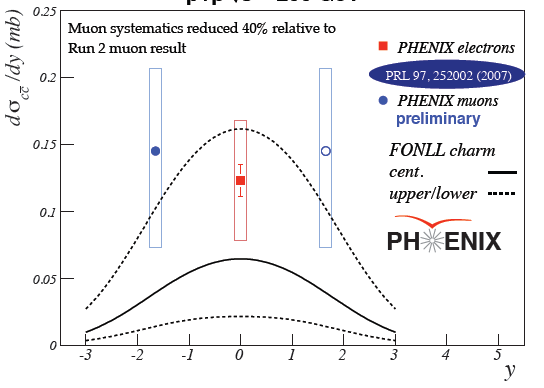 dσcc̄/dy (mb)
0.25
0.2
0.15
0.1
0.05
0
Muon systematics reduced 40% relative to
Run 2 muon result
PHENIX electrons
PRL 97, 252002 (2007)
PHENIX muons
preliminary
FONLL charm
cent.
upper/lower
PHENIX
-3 -2 -1 0 1 2 3 4 5
y